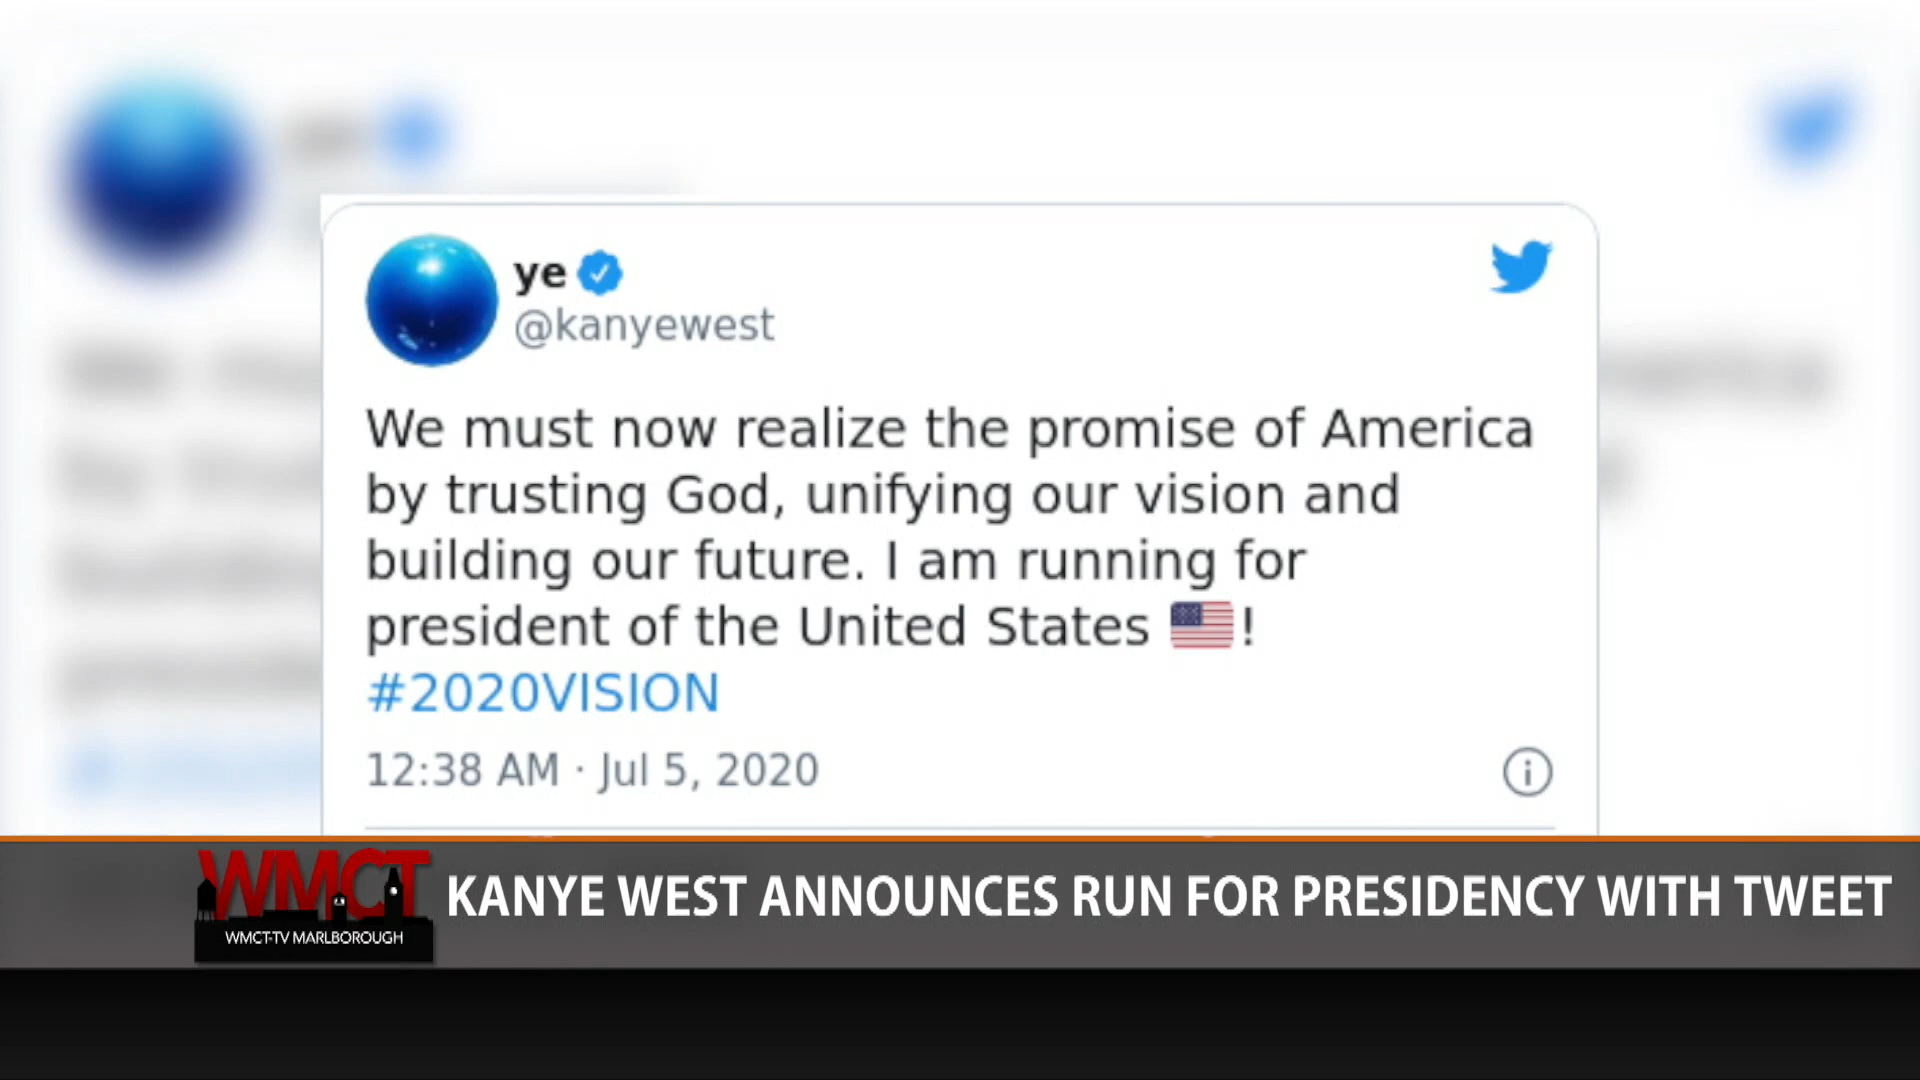 ye
@kanyewest
We must now realize the promise of America
by trusting God, unifying our vision and
building our future. I am running for
president of the United States 🇺🇸!
#2020VISION
12:38 AM · Jul 5, 2020
WMCT
WMCT-TV MARLBOROUGH
KANYE WEST ANNOUNCES RUN FOR PRESIDENCY WITH TWEET